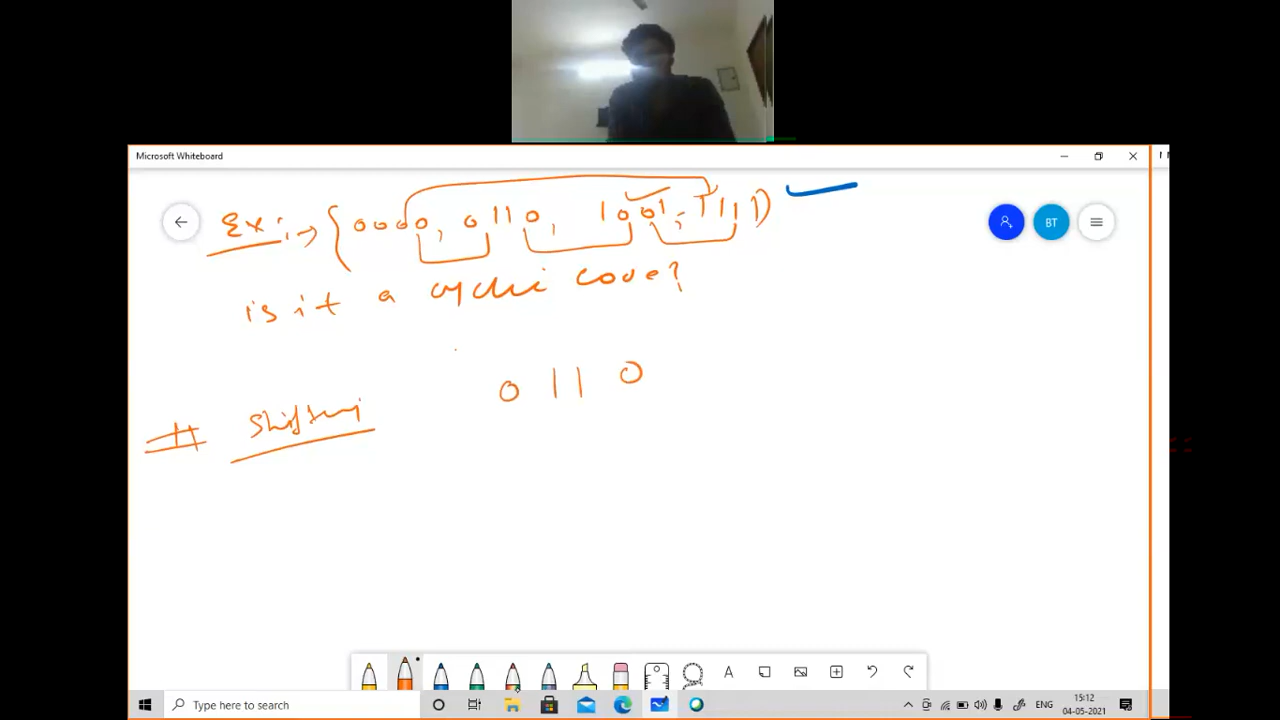 Microsoft Whiteboard
Ex:→ {0000, 0110, 1001, 1111}
BT
is it a cyclic code?
0 1 1 0
# Shifting
A
Type here to search
ENG
15:12
04-05-2021